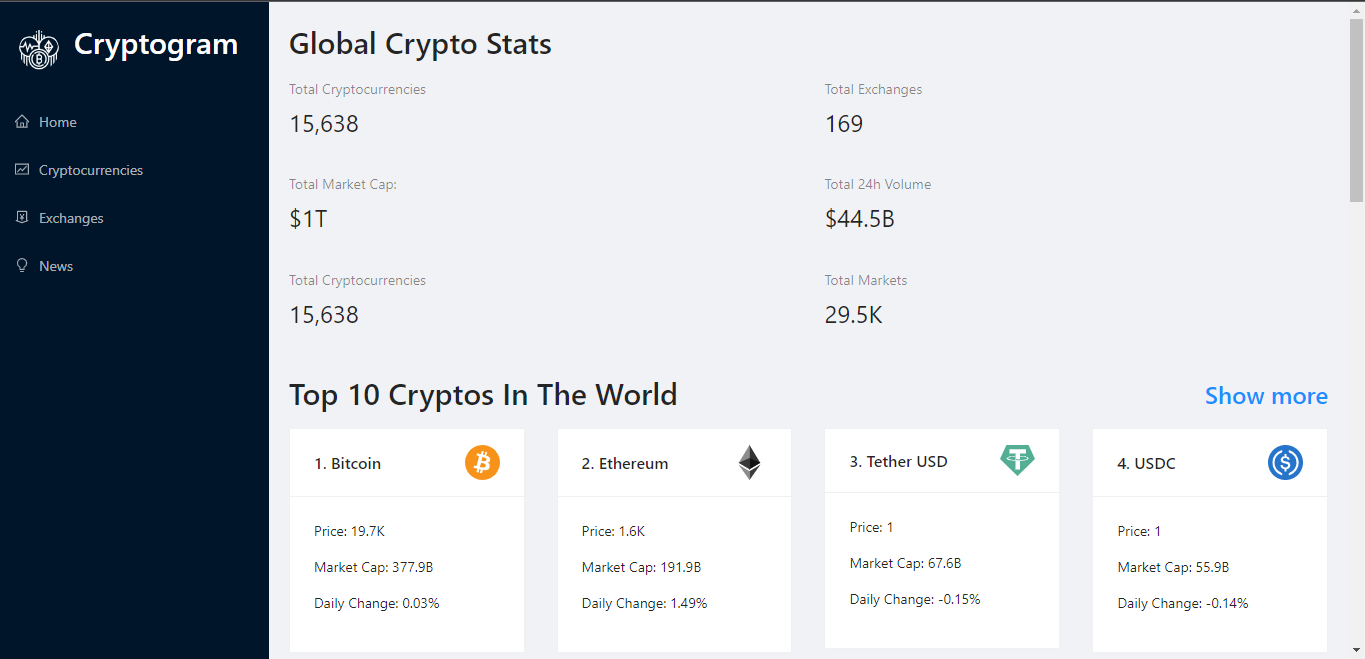 Cryptogram
Home
Cryptocurrencies
Exchanges
News
Global Crypto Stats
Total Cryptocurrencies
15,638
Total Exchanges
169
Total Market Cap:
$1T
Total 24h Volume
$44.5B
Total Cryptocurrencies
15,638
Total Markets
29.5K
Top 10 Cryptos In The World
Show more
1. Bitcoin
Price: 19.7K
Market Cap: 377.9B
Daily Change: 0.03%
2. Ethereum
Price: 1.6K
Market Cap: 191.9B
Daily Change: 1.49%
3. Tether USD
Price: 1
Market Cap: 67.6B
Daily Change: -0.15%
4. USDC
Price: 1
Market Cap: 55.9B
Daily Change: -0.14%